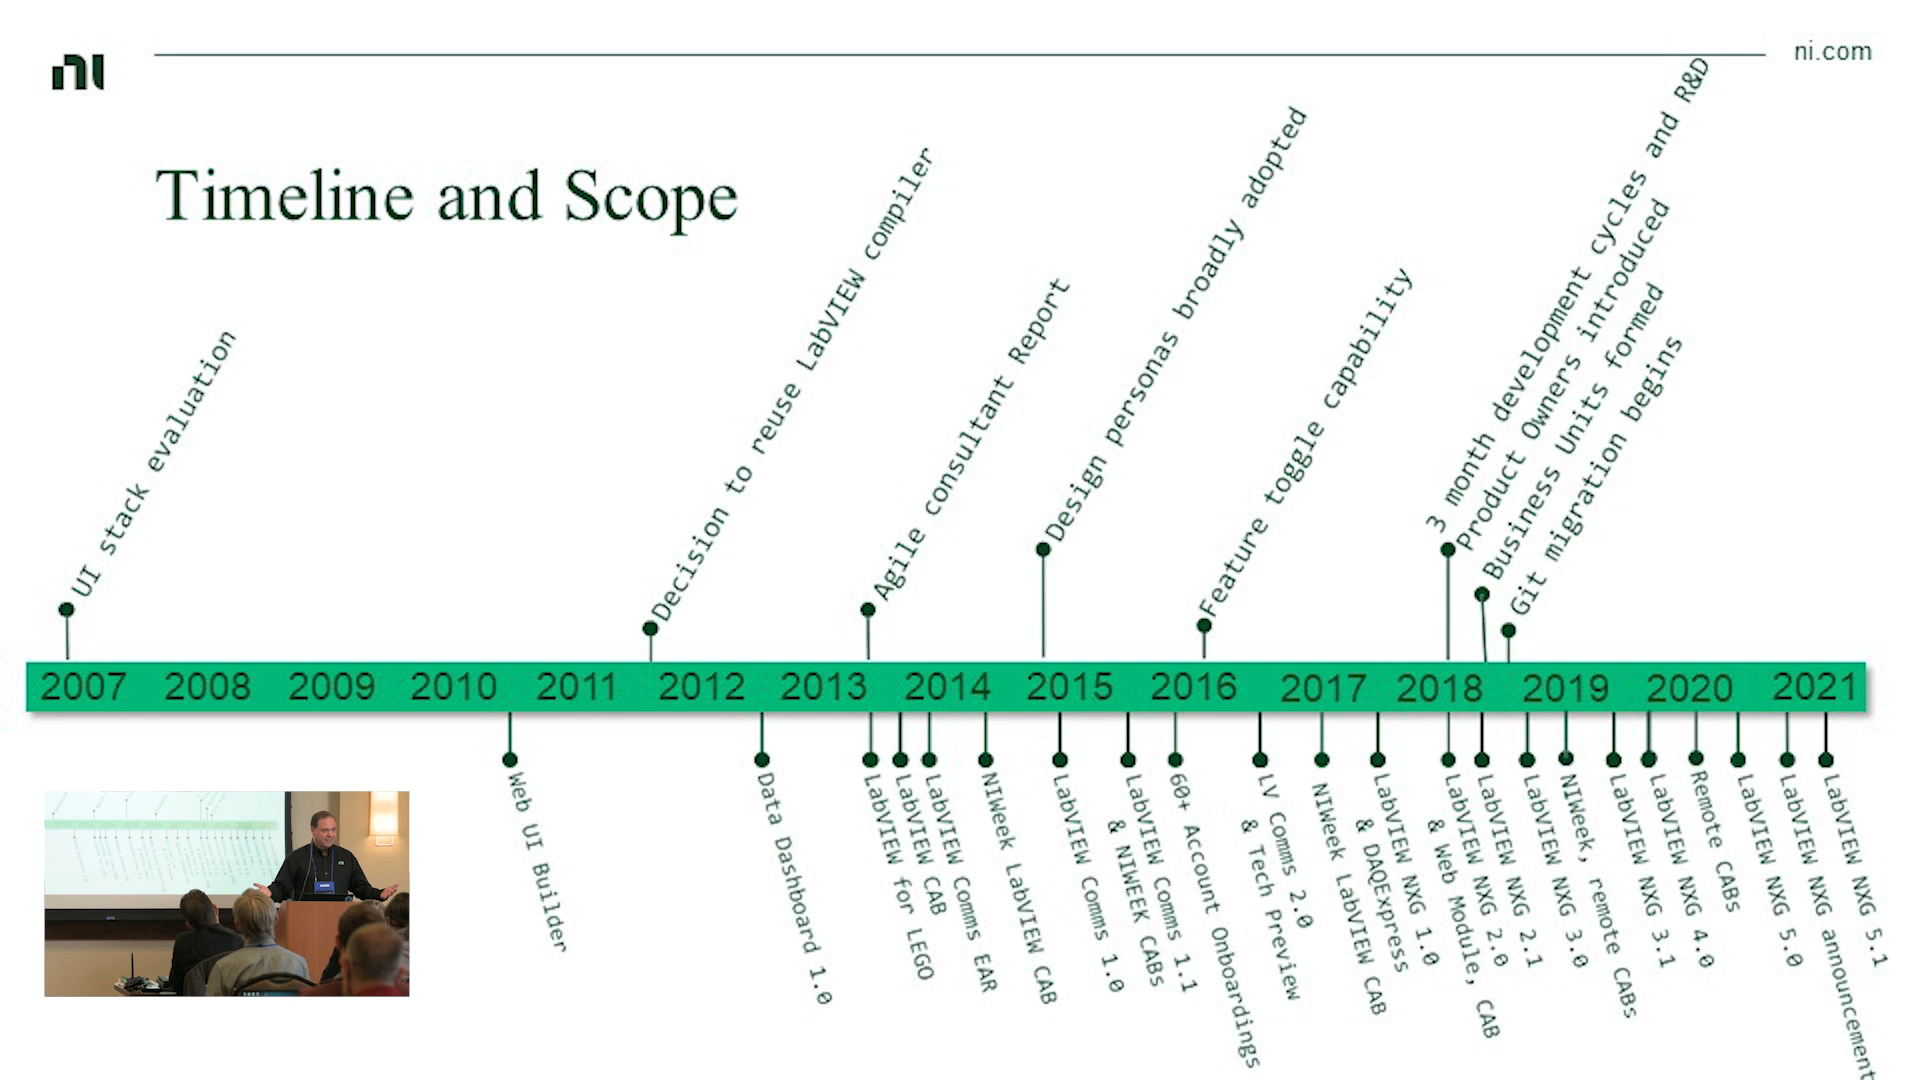 ni
ni.com
Timeline and Scope
UI stack evaluation
Decision to reuse LabVIEW compiler
Agile consultant Report
Design personas broadly adopted
Feature toggle capability
3 month development cycles and R&D
Product Owners introduced
Business Units formed
Git migration begins
2007 2008 2009 2010 2011 2012 2013 2014 2015 2016 2017 2018 2019 2020 2021
Web UI Builder
Data Dashboard 1.0
LabVIEW for LEGO
LabVIEW CAB
LabVIEW Comms EAR
NIWeek LabVIEW CAB
LabVIEW Comms 1.0
LabVIEW Comms 1.1
& NIWEEK CABs
60+ Account Onboardings
LV Comms 2.0
& Tech Preview
NIWeek LabVIEW CAB
LabVIEW NXG 1.0
& DAQExpress
LabVIEW NXG 2.0
& Web Module, CAB
LabVIEW NXG 2.1
LabVIEW NXG 3.0
NIWeek, remote CABs
LabVIEW NXG 3.1
LabVIEW NXG 4.0
Remote CABs
LabVIEW NXG 5.0
LabVIEW NXG announcement
LabVIEW NXG 5.1